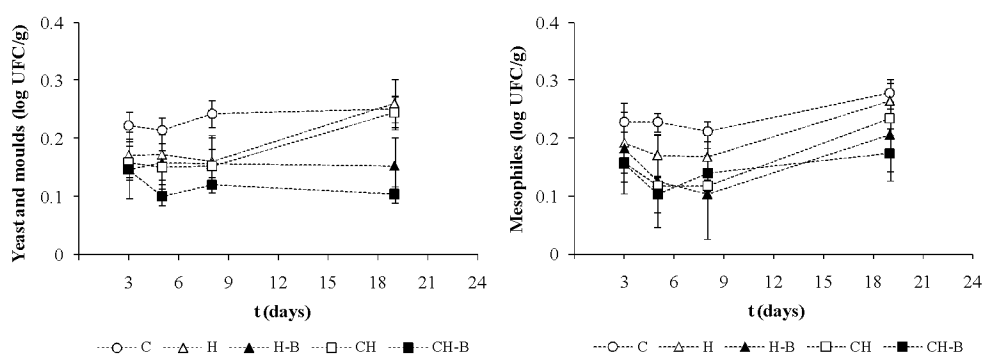 Yeast and moulds (log UFC/g)
0.4
0.3
0.2
0.1
0
3 6 9 12 15 18 21 24
t (days)
C H H-B CH CH-B
Mesophiles (log UFC/g)
0.4
0.3
0.2
0.1
0
3 6 9 12 15 18 21 24
t (days)
C H H-B CH CH-B